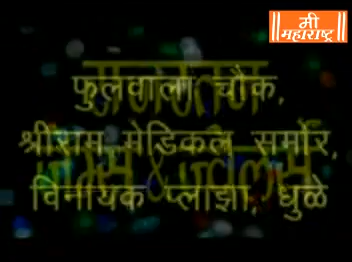 मी
महाराष्ट्र
फुलवाला चौक,
श्रीराम मेडिकल समोर,
विनायक प्लाझा, धुळे